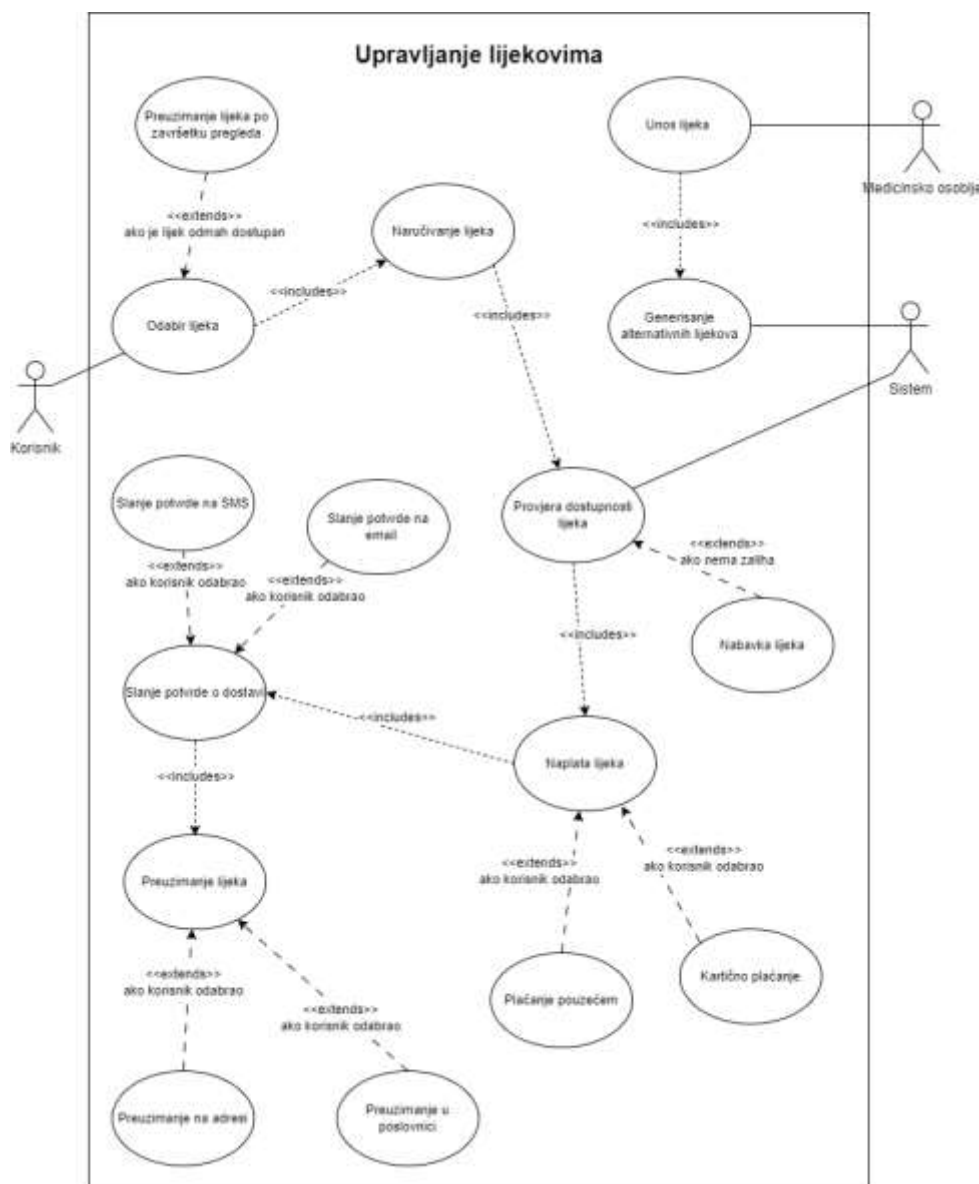 Upravljanje lijekovima
Preuzimanje lijeka po
završetku pregleda
Unos lijeka
Medicinsko osoblje
<<extends>>
ako je lijek odmah dostupan
Naručivanje lijeka
<<includes>>
<<includes>>
Odabir lijeka
<<includes>>
Generisanje
alternativnih lijekova
Sistem
Korisnik
Slanje potvrde na SMS
Slanje potvrde na
email
Provjera dostupnosti
lijeka
<<extends>>
ako nema zaliha
<<extends>>
ako korisnik odabrao
<<extends>>
ako korisnik odabrao
<<includes>>
Nabavka lijeka
Slanje potvrde o dostavi
<<includes>>
Naplata lijeka
<<includes>>
<<extends>>
ako korisnik odabrao
<<extends>>
ako korisnik odabrao
Preuzimanje lijeka
<<extends>>
ako korisnik odabrao
<<extends>>
ako korisnik odabrao
Plaćanje pouzećem
Kartično plaćanje
Preuzimanje na adresi
Preuzimanje u
poslovnici